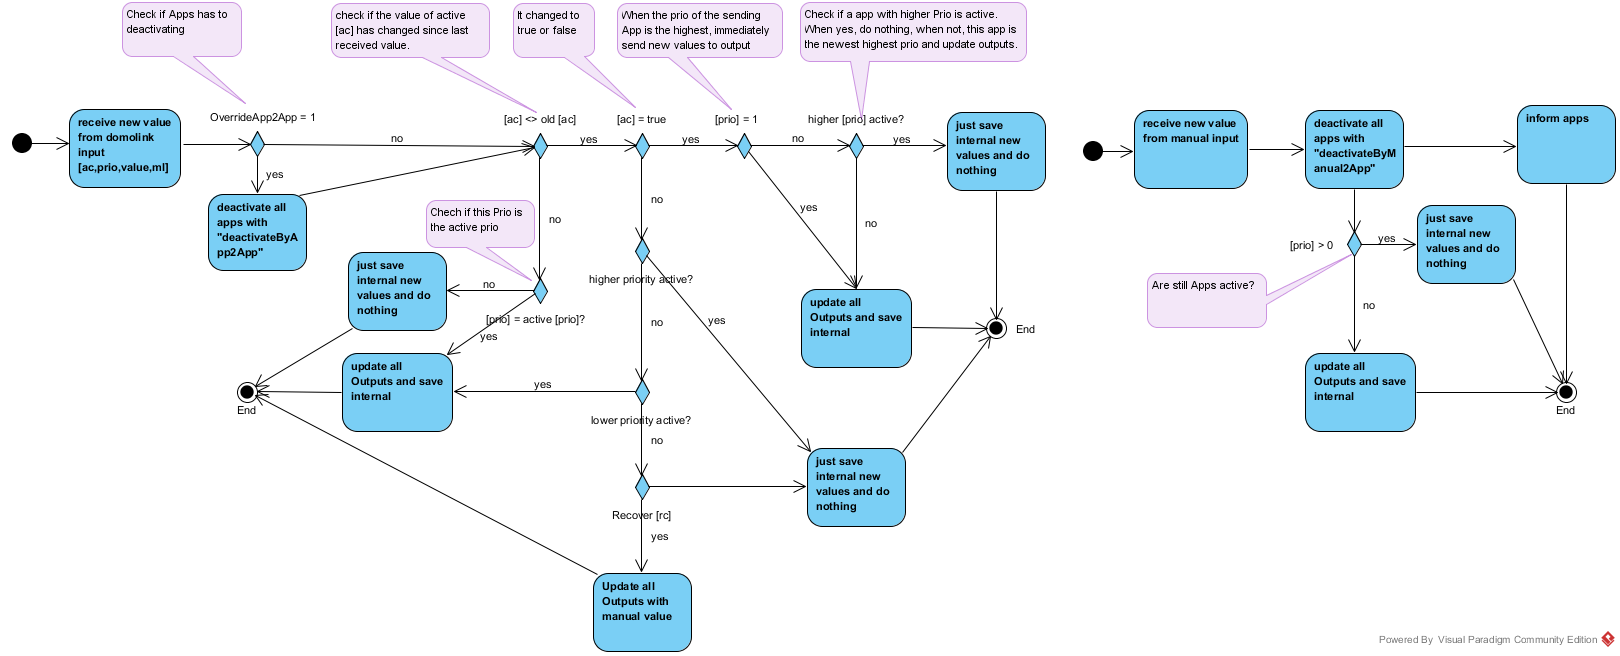 Check if Apps has to
deactivating
check if the value of active
[ac] has changed since last
received value.
It changed to
true or false
When the prio of the sending
App is the highest, immediately
send new values to output
Check if a app with higher Prio is active.
When yes, do nothing, when not, this app is
the newest highest prio and update outputs.
receive new value
from domolink
input
[ac,prio,value,ml]
OverrideApp2App = 1
no
yes
deactivate all
apps with
"deactivateByA
pp2App"
[ac] <> old [ac]
yes
no
[ac] = true
yes
no
[prio] = 1
no
yes
higher [prio] active?
yes
no
just save
internal new
values and do
nothing
Chech if this Prio is
the active prio
just save
internal new
values and do
nothing
no
[prio] = active [prio]?
yes
higher priority active?
no
yes
update all
Outputs and save
internal
End
update all
Outputs and save
internal
End
yes
lower priority active?
no
just save
internal new
values and do
nothing
Recover [rc]
yes
Update all
Outputs with
manual value
receive new value
from manual input
deactivate all
apps with
"deactivateByM
anual2App"
inform apps
[prio] > 0
yes
just save
internal new
values and do
nothing
Are still Apps active?
no
update all
Outputs and save
internal
End
Powered By Visual Paradigm Community Edition